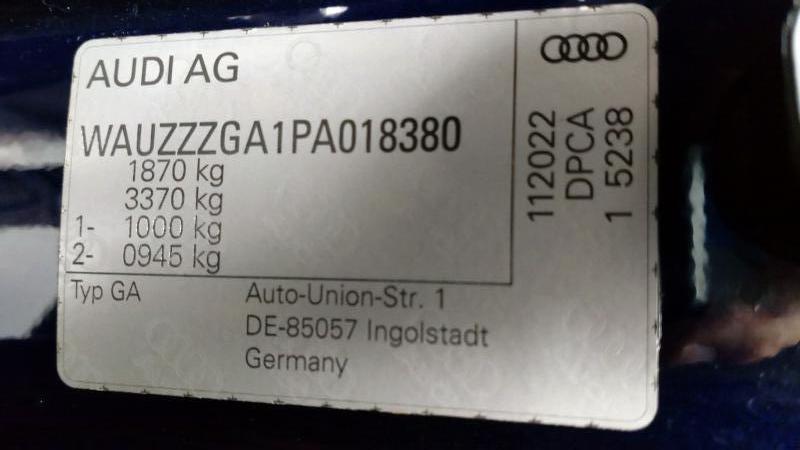 AUDI AG
WAUZZZGA1PA018380
1870 kg
3370 kg
1- 1000 kg
2- 0945 kg
Typ GA
Auto-Union-Str. 1
DE-85057 Ingolstadt
Germany
112022
DPCA
1 5238